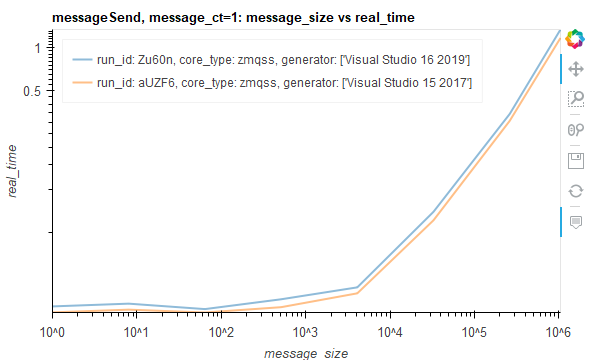 messageSend, message_ct=1: message_size vs real_time
run_id: Zu60n, core_type: zmqss, generator: ['Visual Studio 16 2019']
run_id: aUZF6, core_type: zmqss, generator: ['Visual Studio 15 2017']
1
0.5
real_time
10^0 10^1 10^2 10^3 10^4 10^5 10^6
message_size